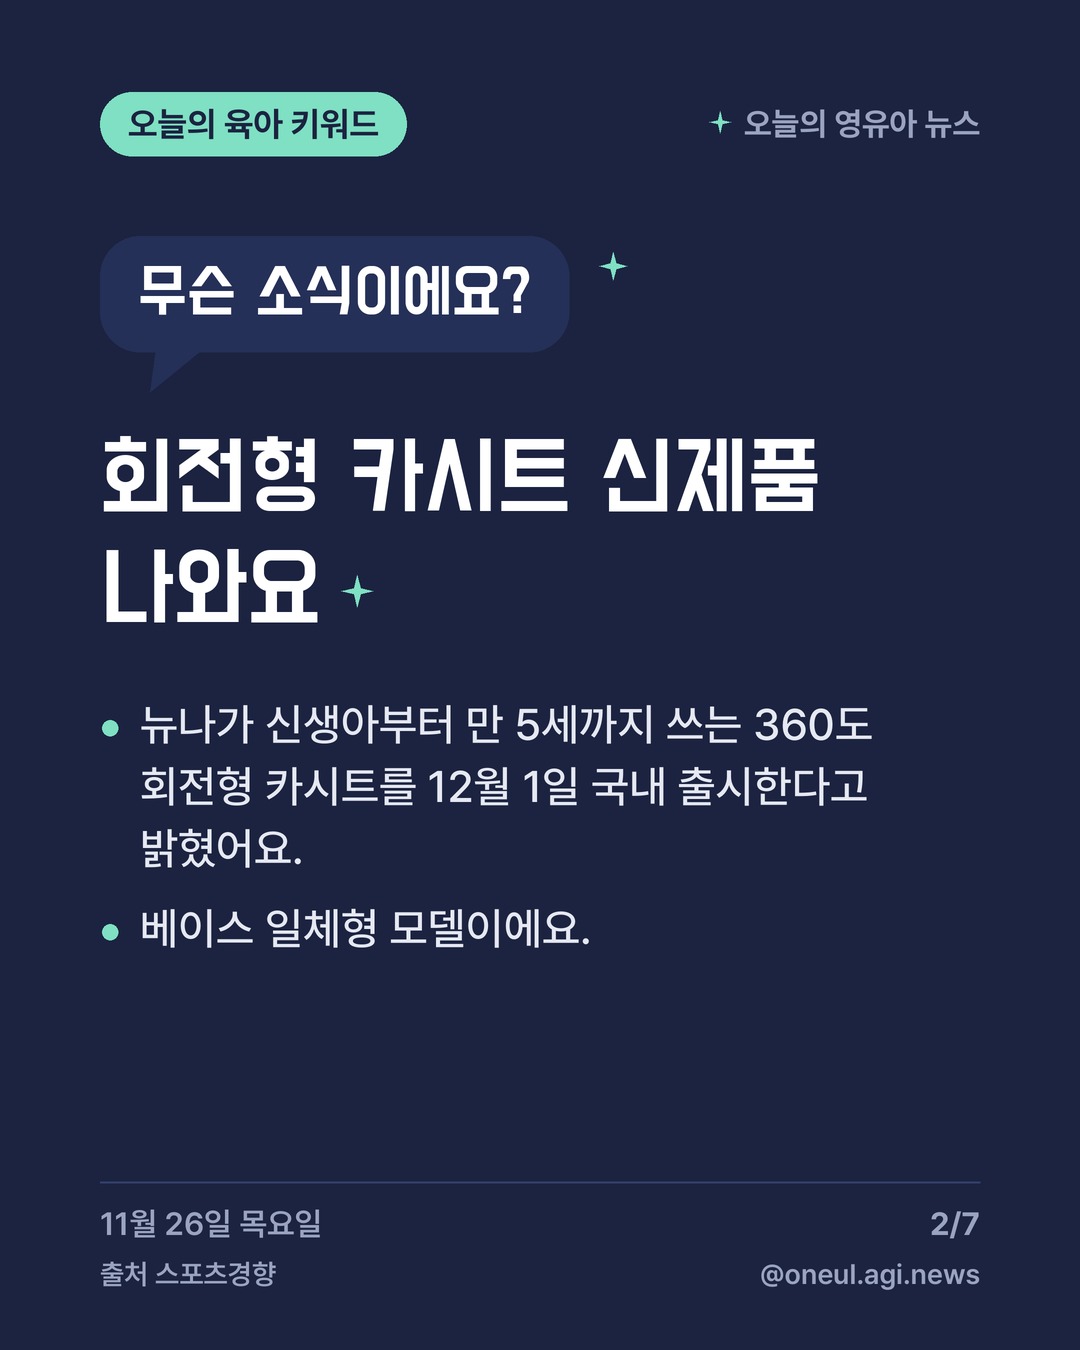 오늘의 육아 키워드
오늘의 영유아 뉴스
무슨 소식이에요?
회전형 카시트 신제품
나와요
뉴나가 신생아부터 만 5세까지 쓰는 360도
회전형 카시트를 12월 1일 국내 출시한다고
밝혔어요.
베이스 일체형 모델이에요.
11월 26일 목요일
2/7
출처 스포츠경향
@oneul.agi.news